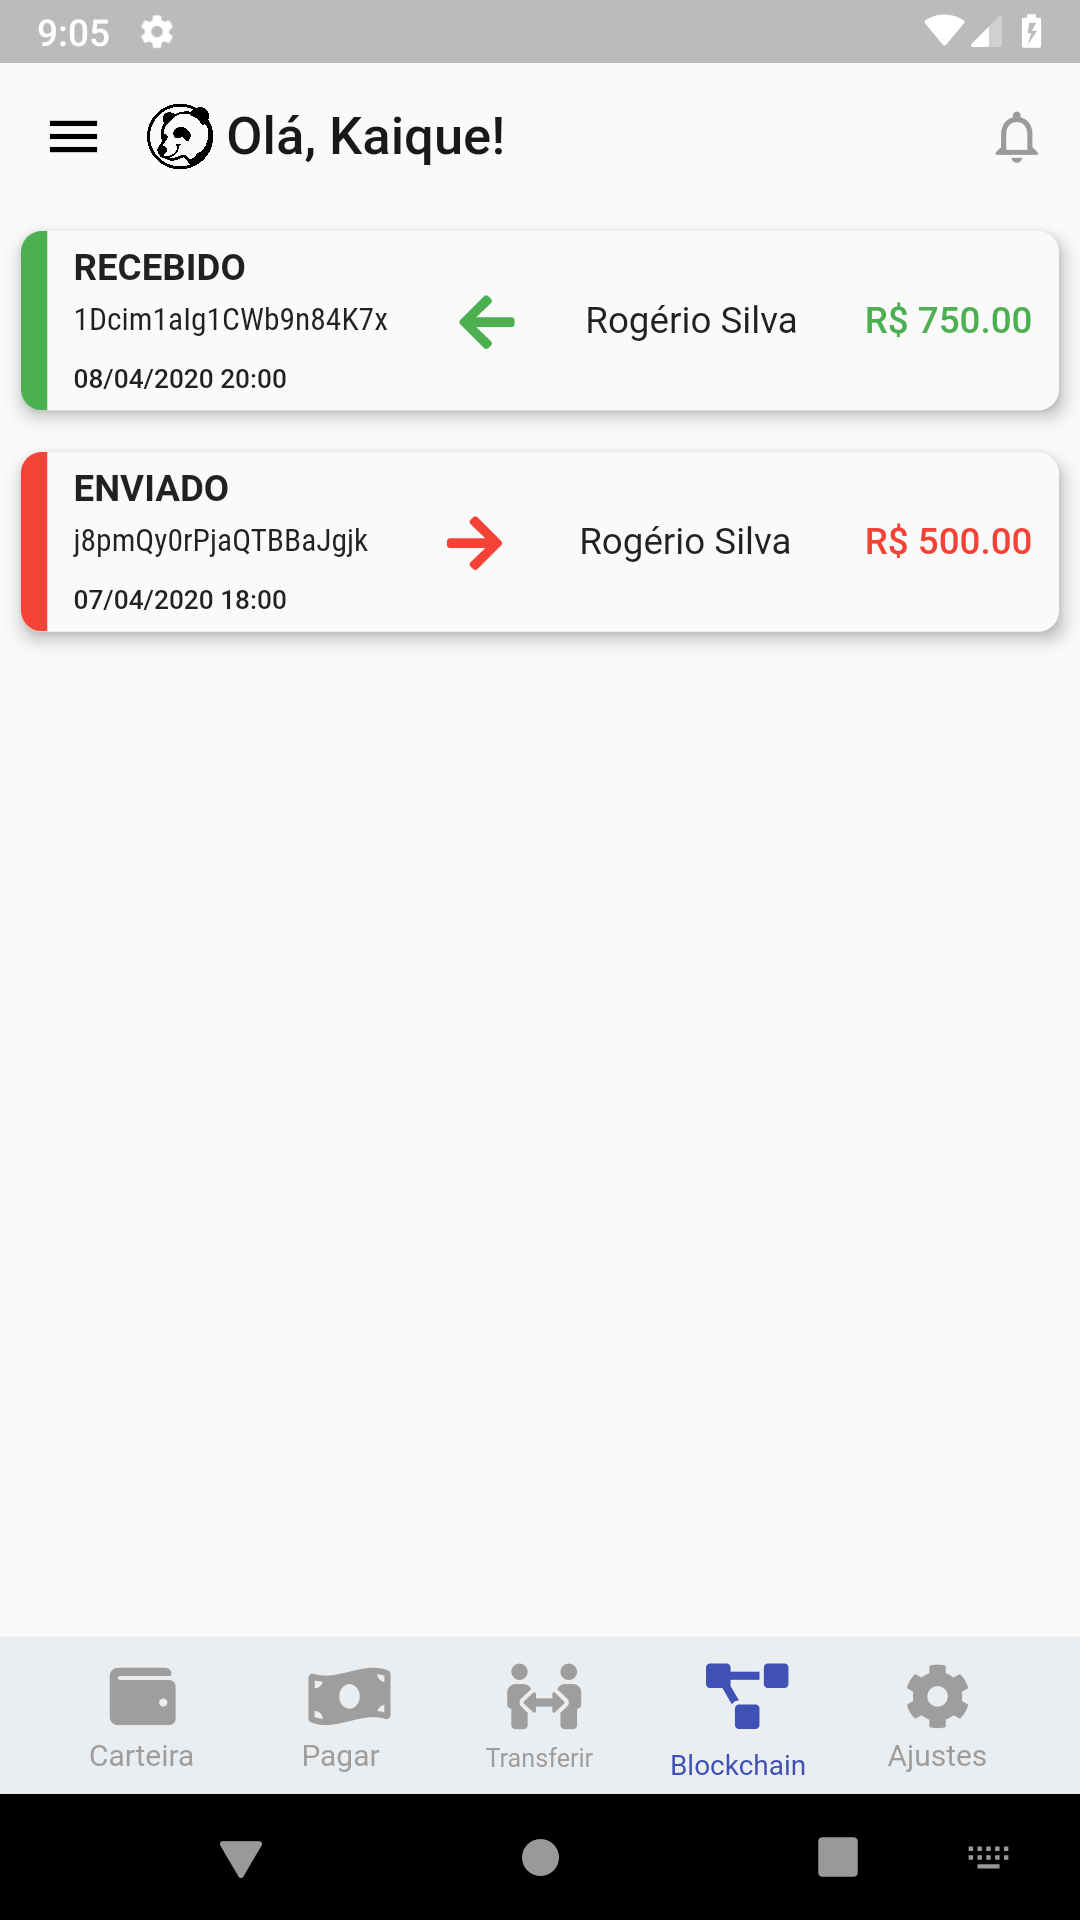 9:05
Olá, Kaique!
RECEBIDO
1Dcim1aIg1CWb9n84K7x
Rogério Silva
R$ 750.00
08/04/2020 20:00
ENVIADO
j8pmQy0rPjaQTBBaJgjk
Rogério Silva
R$ 500.00
07/04/2020 18:00
Carteira
Pagar
Transferir
Blockchain
Ajustes